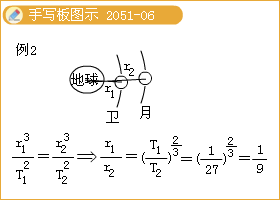 手写板图示 2051-06
例2
地球 r₁ r₂
卫 月
r₁³/T₁² = r₂³/T₂² ⟹ r₁/r₂ = (T₁/T₂)^(2/3) = (1/27)^(2/3) = 1/9